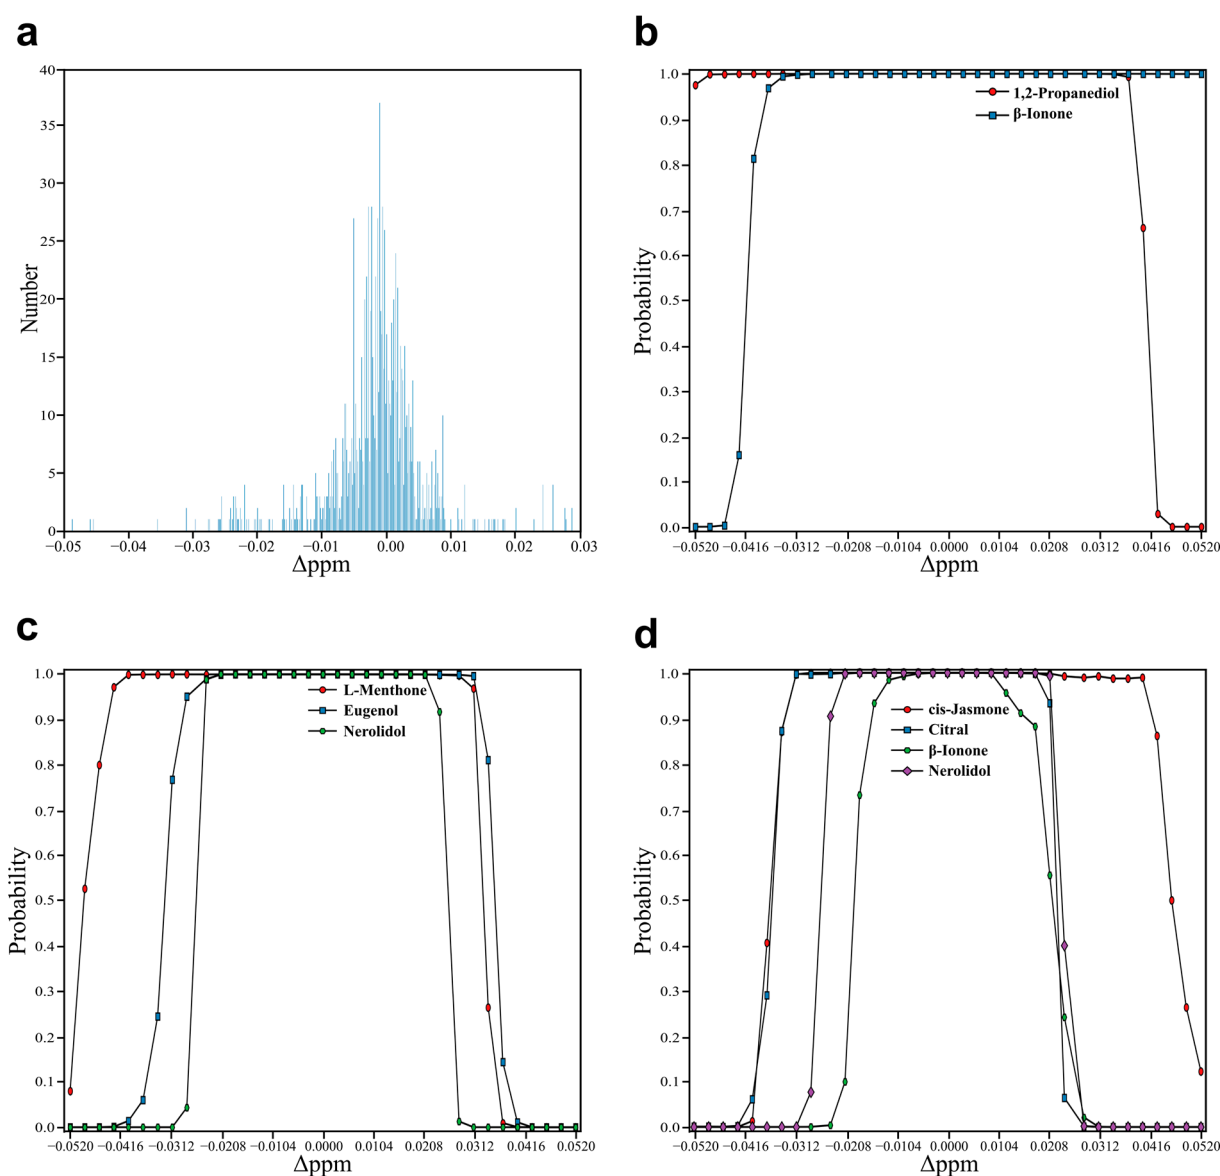 a
40
35
30
25
20
15
10
5
0
Number
−0.05 −0.04 −0.03 −0.02 −0.01 0.00 0.01 0.02 0.03
Δppm
b
1.0
0.9
0.8
0.7
0.6
0.5
0.4
0.3
0.2
0.1
0.0
Probability
1,2-Propanediol
β-Ionone
−0.0520 −0.0416 −0.0312 −0.0208 −0.0104 0.0000 0.0104 0.0208 0.0312 0.0416 0.0520
Δppm
c
1.0
0.9
0.8
0.7
0.6
0.5
0.4
0.3
0.2
0.1
0.0
Probability
L-Menthone
Eugenol
Nerolidol
−0.0520 −0.0416 −0.0312 −0.0208 −0.0104 0.0000 0.0104 0.0208 0.0312 0.0416 0.0520
Δppm
d
1.0
0.9
0.8
0.7
0.6
0.5
0.4
0.3
0.2
0.1
0.0
Probability
cis-Jasmone
Citral
β-Ionone
Nerolidol
−0.0520 −0.0416 −0.0312 −0.0208 −0.0104 0.0000 0.0104 0.0208 0.0312 0.0416 0.0520
Δppm